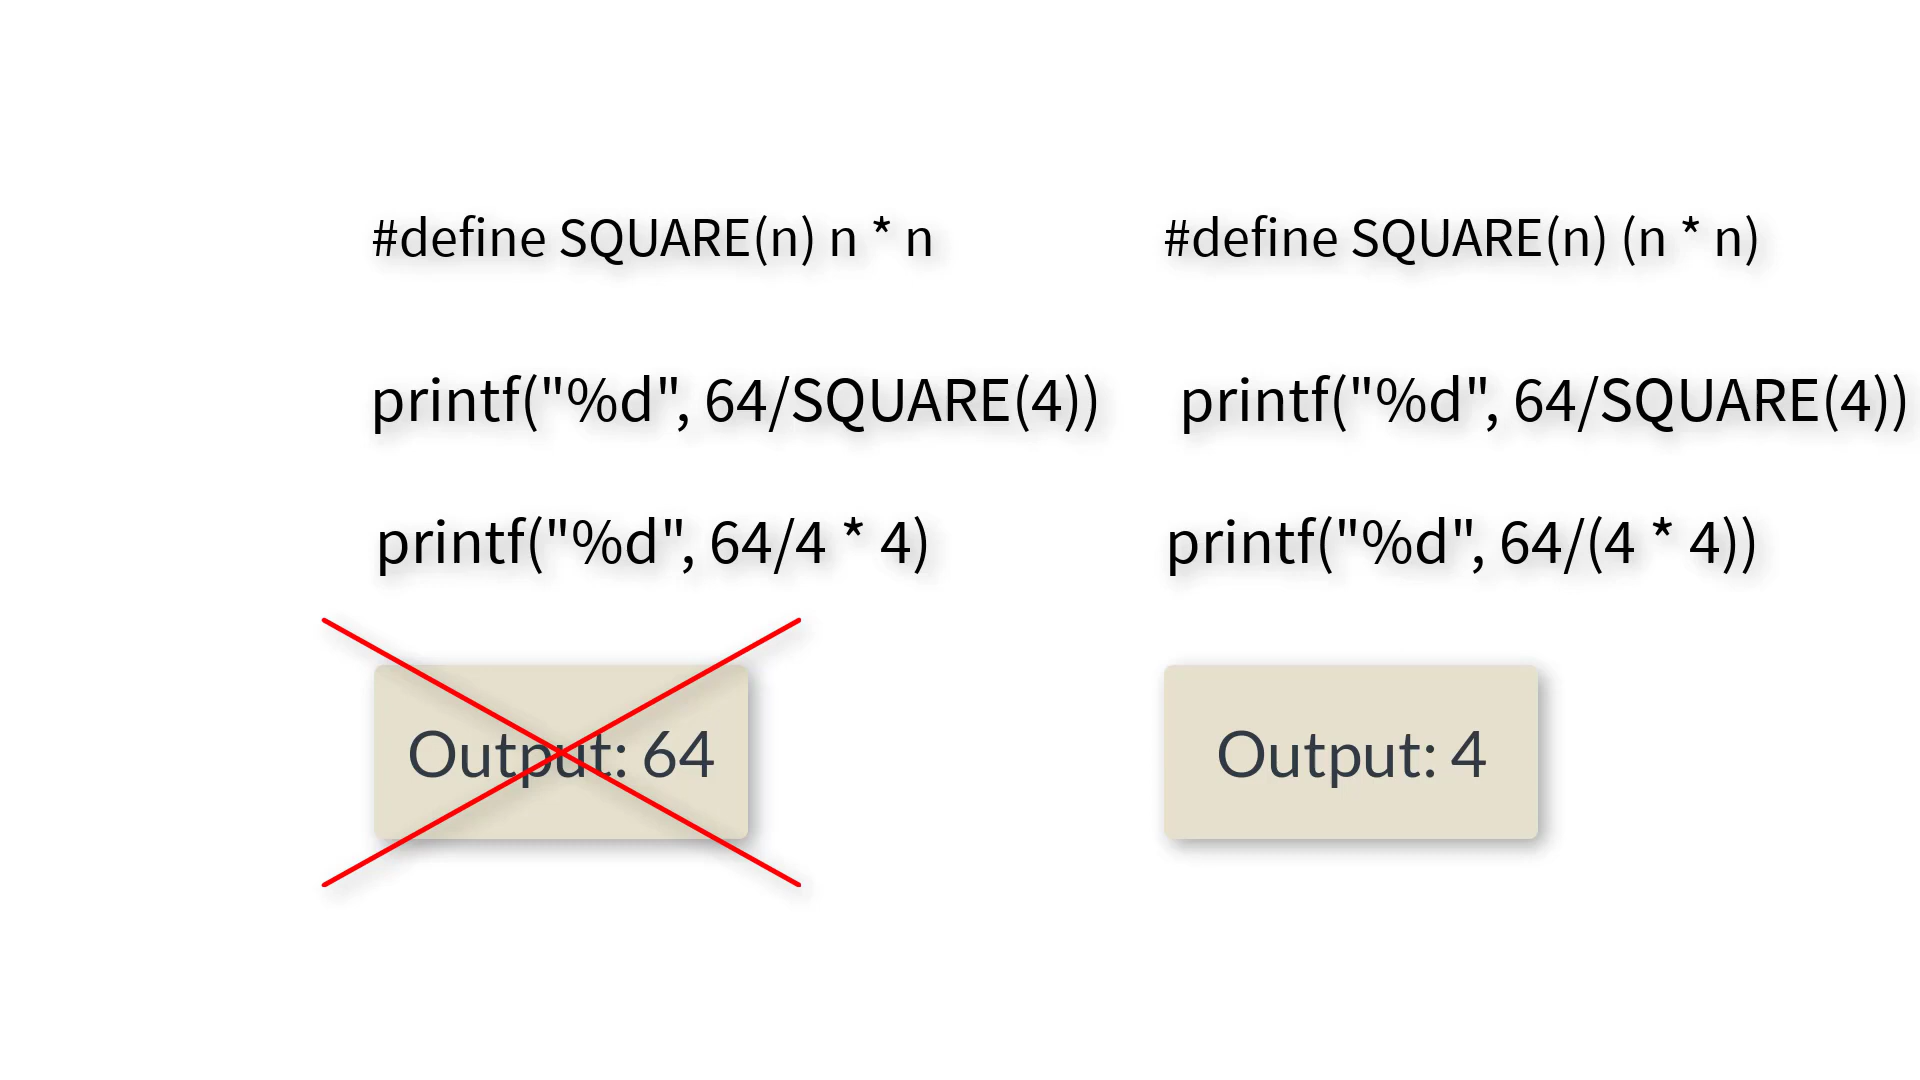 #define SQUARE(n) n * n
printf("%d", 64/SQUARE(4))
printf("%d", 64/4 * 4)
Output: 64
#define SQUARE(n) (n * n)
printf("%d", 64/SQUARE(4))
printf("%d", 64/(4 * 4))
Output: 4